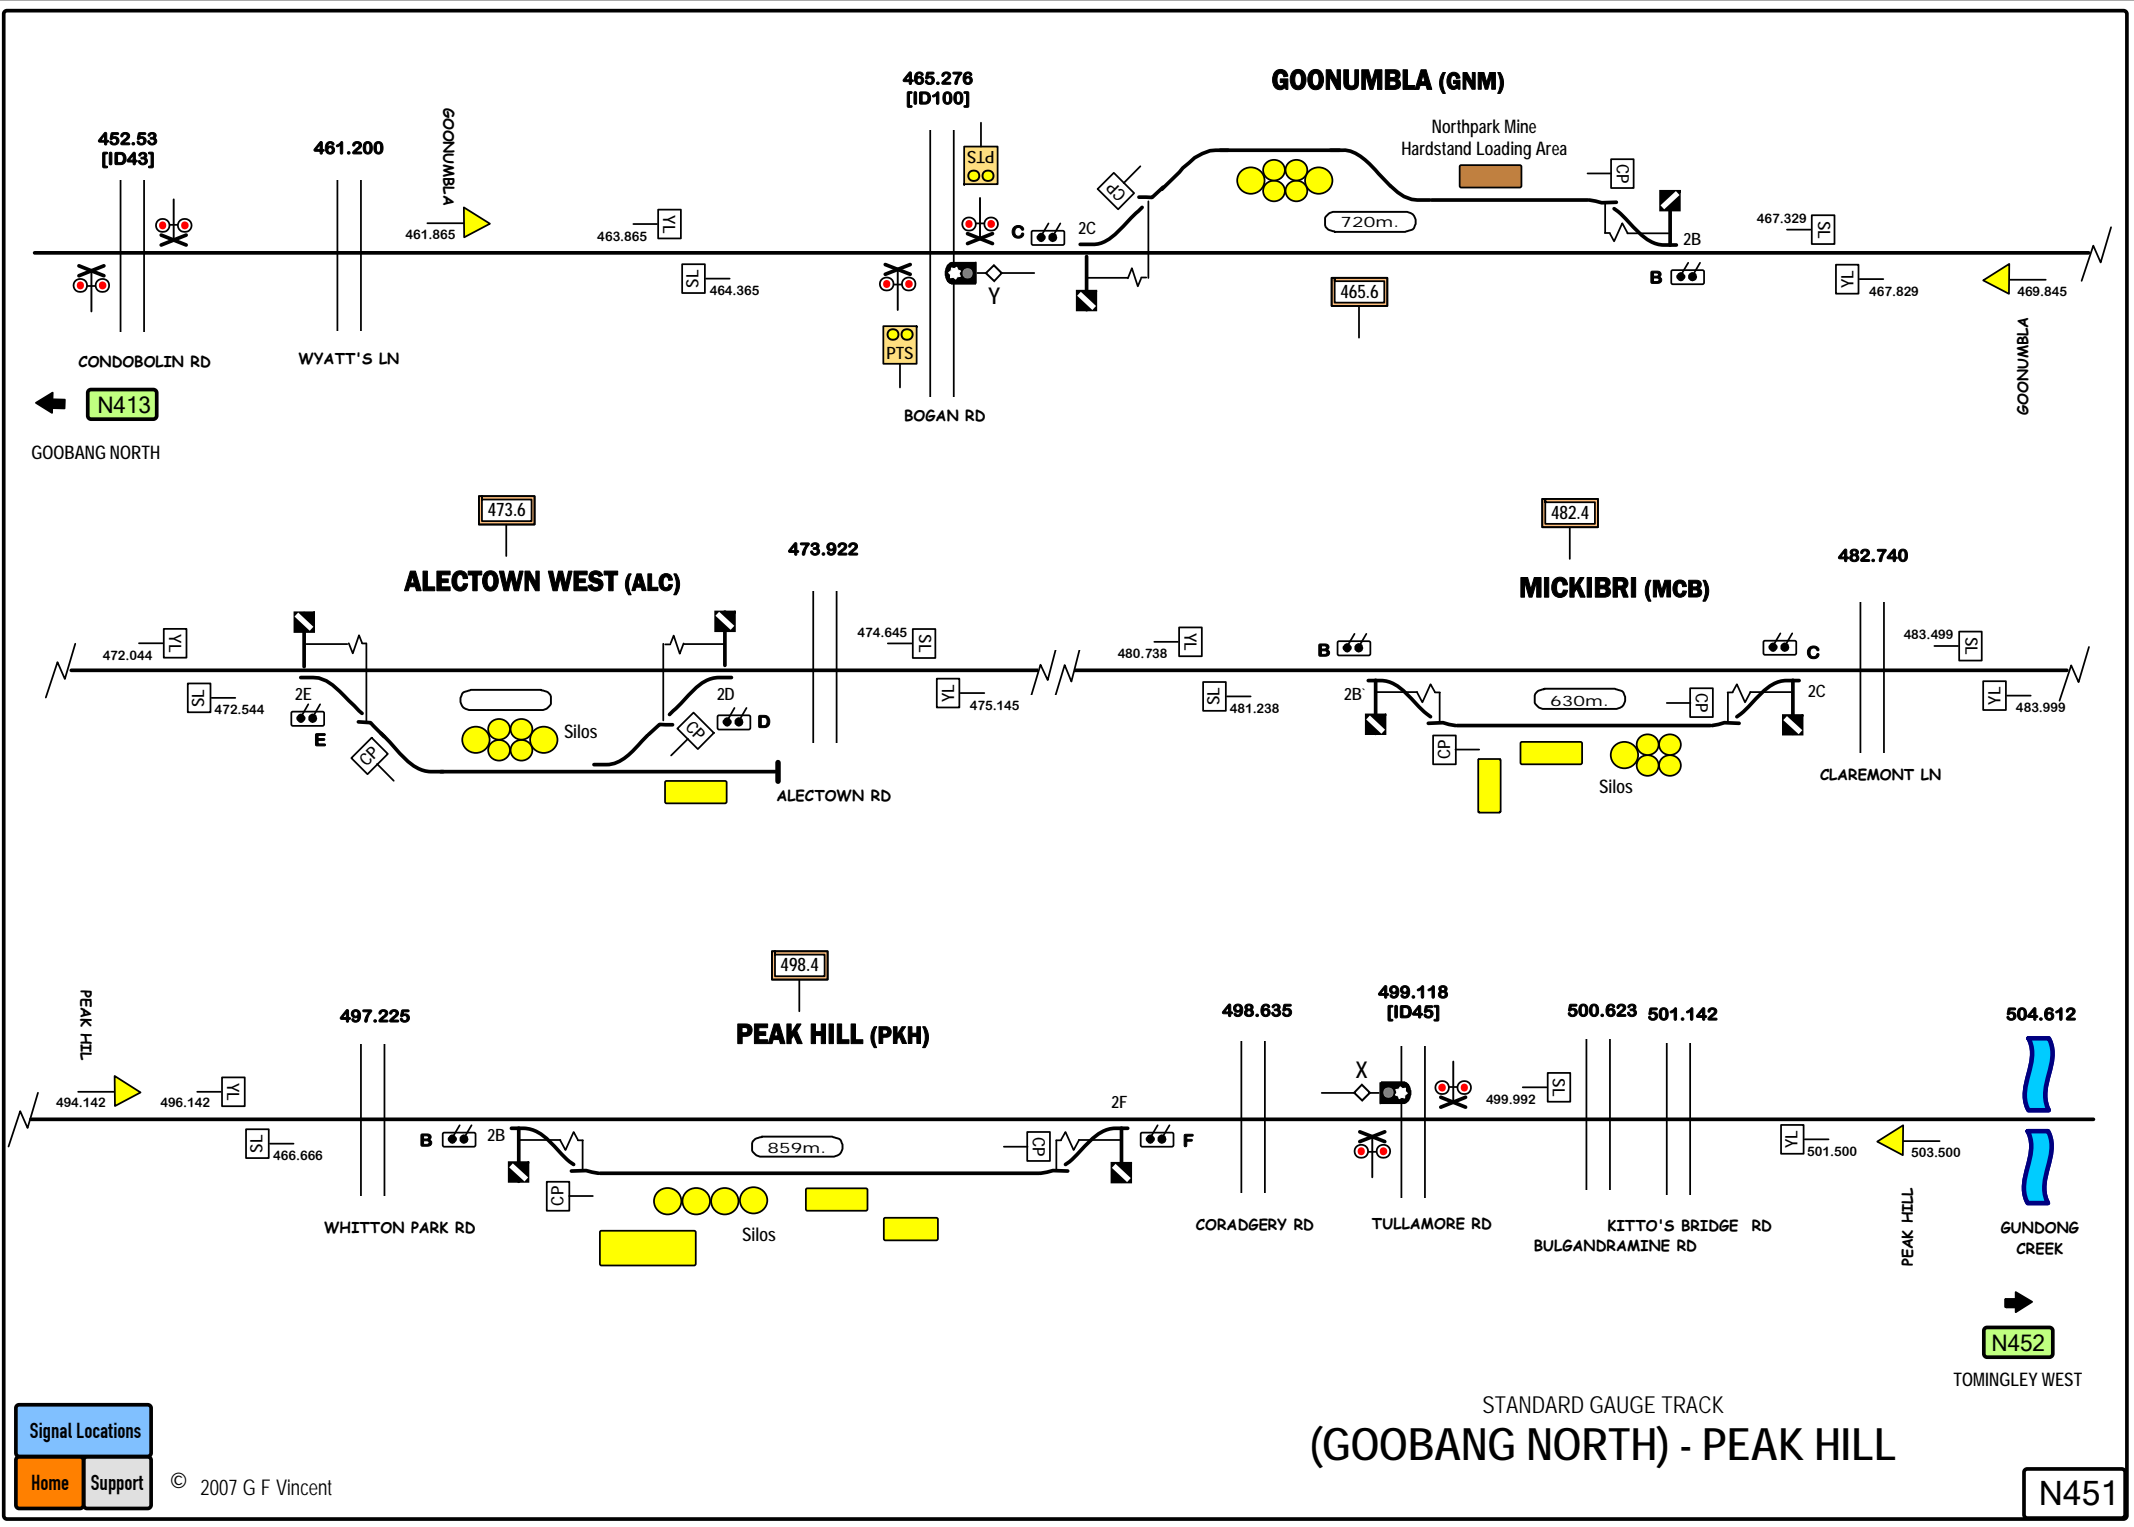 465.276
[ID100]
GOONUMBLA (GNM)
452.53
[ID43]
461.200
GOONUMBLA
PTS
Northpark Mine
Hardstand Loading Area
CP
CP
461.865
463.865
YL
C
2C
720m.
2B
467.329
SL
SL
464.365
Y
465.6
B
YL
467.829
469.845
GOONUMBLA
PTS
CONDOBOLIN RD
WYATT'S LN
BOGAN RD
N413
GOOBANG NORTH
473.6
482.4
473.922
482.740
ALECTOWN WEST (ALC)
MICKIBRI (MCB)
472.044
YL
474.645
SL
480.738
YL
B
C
483.499
SL
SL
472.544
2E
E
2D
D
YL
475.145
SL
481.238
2B`
630m.
CP
2C
YL
483.999
CP
Silos
CP
CP
Silos
ALECTOWN RD
CLAREMONT LN
498.4
PEAK HIL
497.225
PEAK HILL (PKH)
498.635
499.118
[ID45]
500.623
501.142
504.612
494.142
496.142
YL
X
499.992
SL
2F
SL
466.666
B
2B
859m.
CP
F
YL
501.500
503.500
CP
Silos
WHITTON PARK RD
CORADGERY RD
TULLAMORE RD
KITTO'S BRIDGE RD
BULGANDRAMINE RD
PEAK HILL
GUNDONG
CREEK
N452
TOMINGLEY WEST
STANDARD GAUGE TRACK
(GOOBANG NORTH) - PEAK HILL
Signal Locations
Home
Support
© 2007 G F Vincent
N451